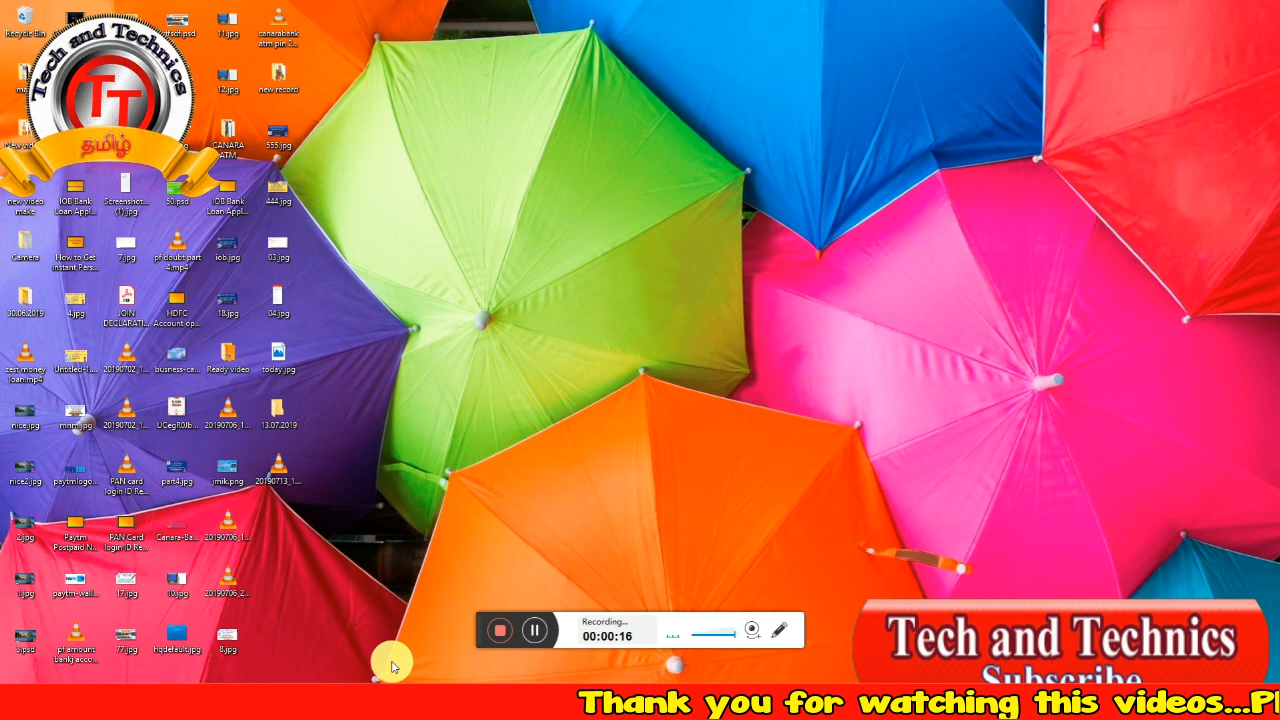 Recycle Bin
ffsof.psd
11.jpg
canarabank
atm pin 2...
Tech and Technics
TT
தமிழ்
12.jpg
new record
CANARA
ATM
555.jpg
new video
make
IOB Bank
Loan Appl...
Screenshot...
(1).jpg
50.psd
IOB Bank
Loan Appl...
444.jpg
Camera
How to Get
instant Pers...
7.jpg
pf doubt part
4.mp4
iob.jpg
03.jpg
30.06.2019
4.jpg
JOIN
DECLARATI...
HDFC
Account op...
18.jpg
04.jpg
zest money
loan.mp4
Untitled-1....
20190702_1...
busness-ca...
Ready video
today.jpg
nice.jpg
mnm.jpg
20190702_1...
UCegR0Jb...
20190706_1...
13.07.2019
nice2.jpg
paytmlogo...
PAN card
login ID Re...
part4.jpg
jmik.png
20190713_1...
2.jpg
Paytm
Postpaid N...
PAN Card
login ID Re...
Canara-Ba...
20190706_1...
1.jpg
paytm-wall...
17.jpg
10.jpg
20190706_2...
5.psd
pf amount
bankj acco...
77.jpg
hqdefault.jpg
8.jpg
Recording...
00:00:16
Tech and Technics
Subscribe
Thank you for watching this videos...Pl